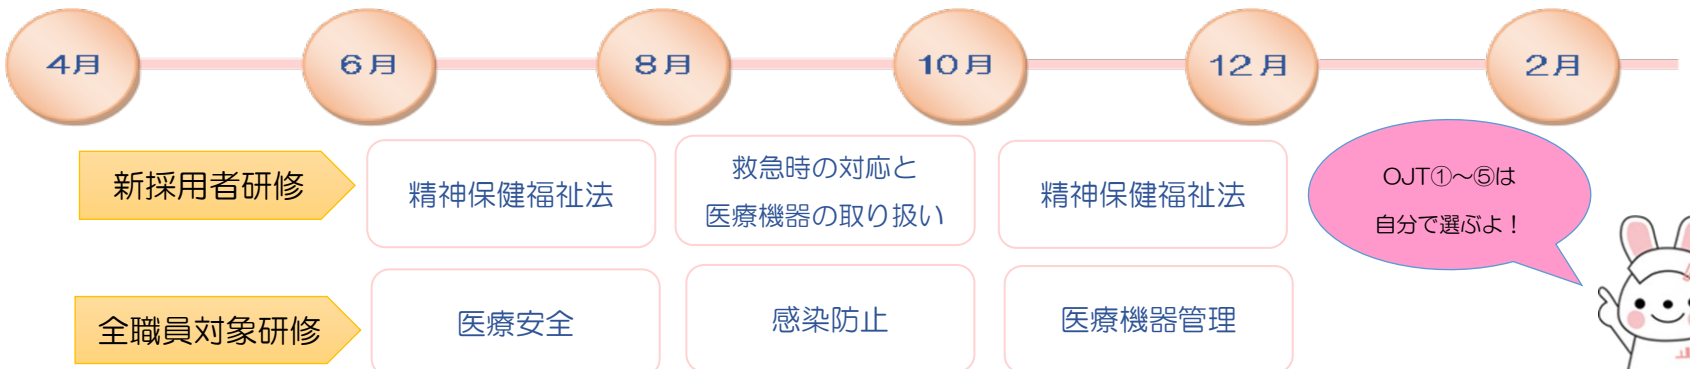 4月
6月
8月
10月
12月
2月
新採用者研修
精神保健福祉法
救急時の対応と
医療機器の取り扱い
精神保健福祉法
OJT①～⑤は
自分で選ぶよ！
全職員対象研修
医療安全
感染防止
医療機器管理